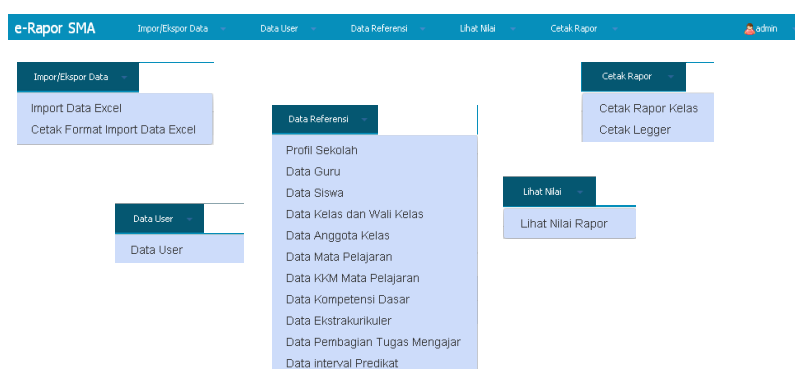 e-Rapor SMA Impor/Ekspor Data Data User Data Referensi Lihat Nilai Cetak Rapor admin
Impor/Ekspor Data
Import Data Excel
Cetak Format Import Data Excel
Data User
Data User
Data Referensi
Profil Sekolah
Data Guru
Data Siswa
Data Kelas dan Wali Kelas
Data Anggota Kelas
Data Mata Pelajaran
Data KKM Mata Pelajaran
Data Kompetensi Dasar
Data Ekstrakurikuler
Data Pembagian Tugas Mengajar
Data interval Predikat
Lihat Nilai
Lihat Nilai Rapor
Cetak Rapor
Cetak Rapor Kelas
Cetak Legger